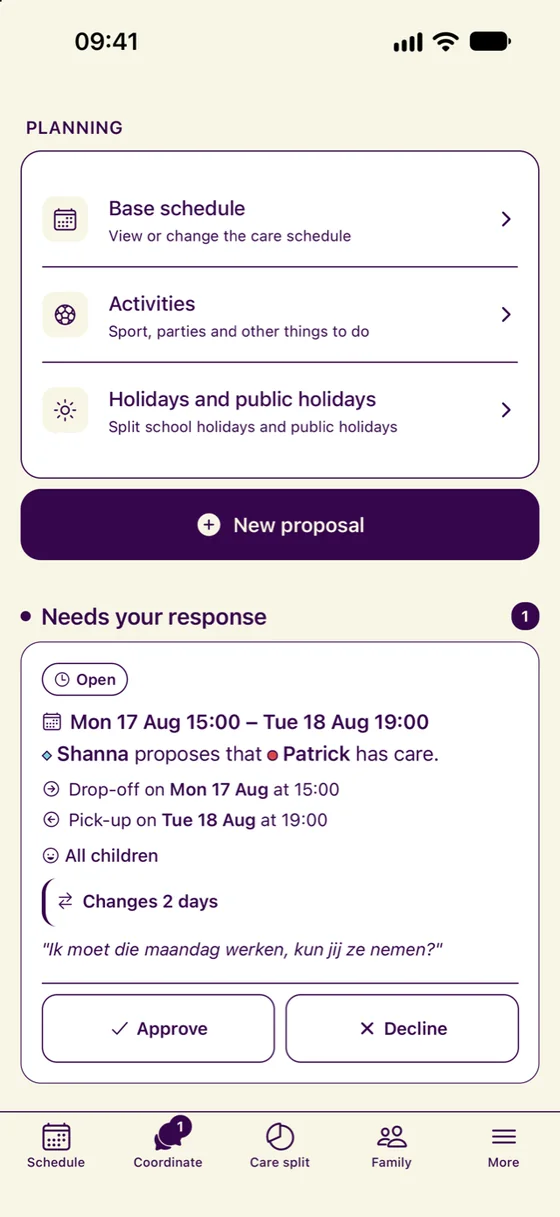 09:41
PLANNING
Base schedule
View or change the care schedule
Activities
Sport, parties and other things to do
Holidays and public holidays
Split school holidays and public holidays
New proposal
Needs your response
1
Open
Mon 17 Aug 15:00 – Tue 18 Aug 19:00
Shanna proposes that Patrick has care.
Drop-off on Mon 17 Aug at 15:00
Pick-up on Tue 18 Aug at 19:00
All children
Changes 2 days
"Ik moet die maandag werken, kun jij ze nemen?"
Approve
Decline
1
Schedule
Coordinate
Care split
Family
More